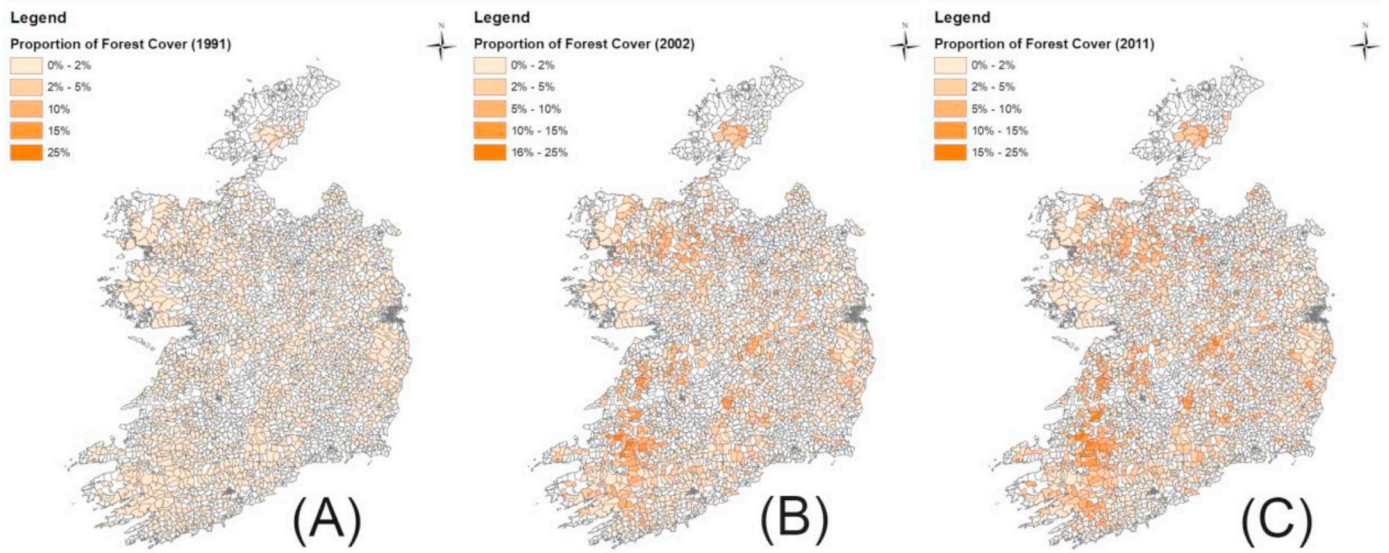 Legend
Proportion of Forest Cover (1991)
0% - 2%
2% - 5%
10%
15%
25%
N
(A)
Legend
Proportion of Forest Cover (2002)
0% - 2%
2% - 5%
5% - 10%
10% - 15%
16% - 25%
N
(B)
Legend
Proportion of Forest Cover (2011)
0% - 2%
2% - 5%
5% - 10%
10% - 15%
15% - 25%
N
(C)